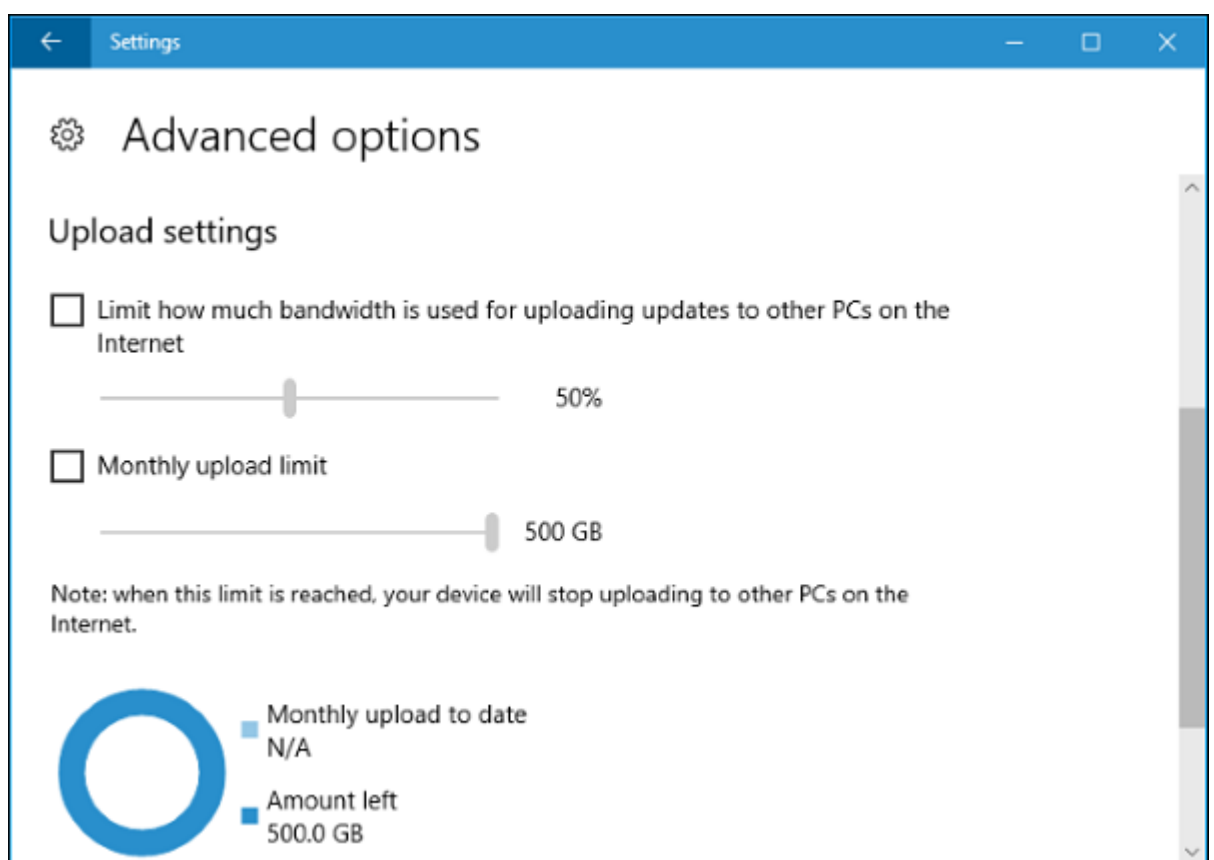 Settings
Advanced options
Upload settings
Limit how much bandwidth is used for uploading updates to other PCs on the
Internet
50%
Monthly upload limit
500 GB
Note: when this limit is reached, your device will stop uploading to other PCs on the
Internet.
Monthly upload to date
N/A
Amount left
500.0 GB